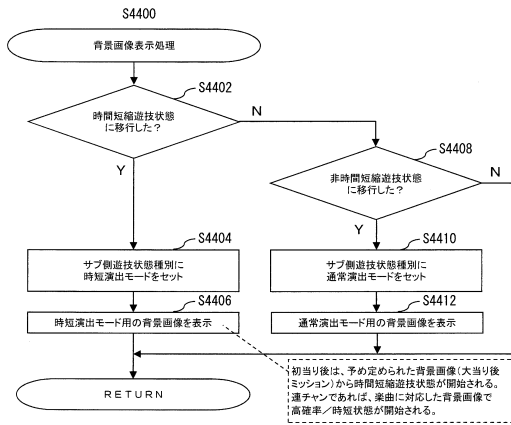 S4400
背景画像表示処理
S4402
時間短縮遊技状態
に移行した?
N
Y
S4408
非時間短縮遊技状態
に移行した?
N
Y
S4404
サブ側遊技状態種別に
時短演出モードをセット
S4410
サブ側遊技状態種別に
通常演出モードをセット
S4406
時短演出モード用の背景画像を表示
S4412
通常演出モード用の背景画像を表示
初当り後は、予め定められた背景画像(大当り後
ミッション)から時間短縮遊技状態が開始される。
連チャンであれば、楽曲に対応した背景画像で
高確率/時短状態が開始される。
RETURN